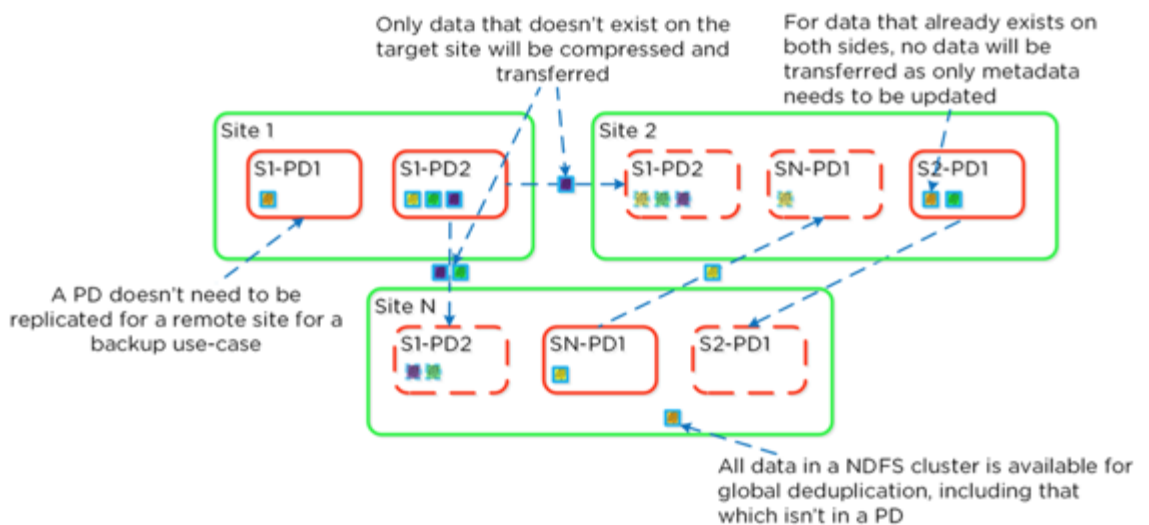 Only data that doesn't exist on the
target site will be compressed and
transferred
For data that already exists on
both sides, no data will be
transferred as only metadata
needs to be updated
Site 1
S1-PD1
S1-PD2
Site 2
S1-PD2
SN-PD1
S2-PD1
A PD doesn't need to be
replicated for a remote site for a
backup use-case
Site N
S1-PD2
SN-PD1
S2-PD1
All data in a NDFS cluster is available for
global deduplication, including that
which isn't in a PD